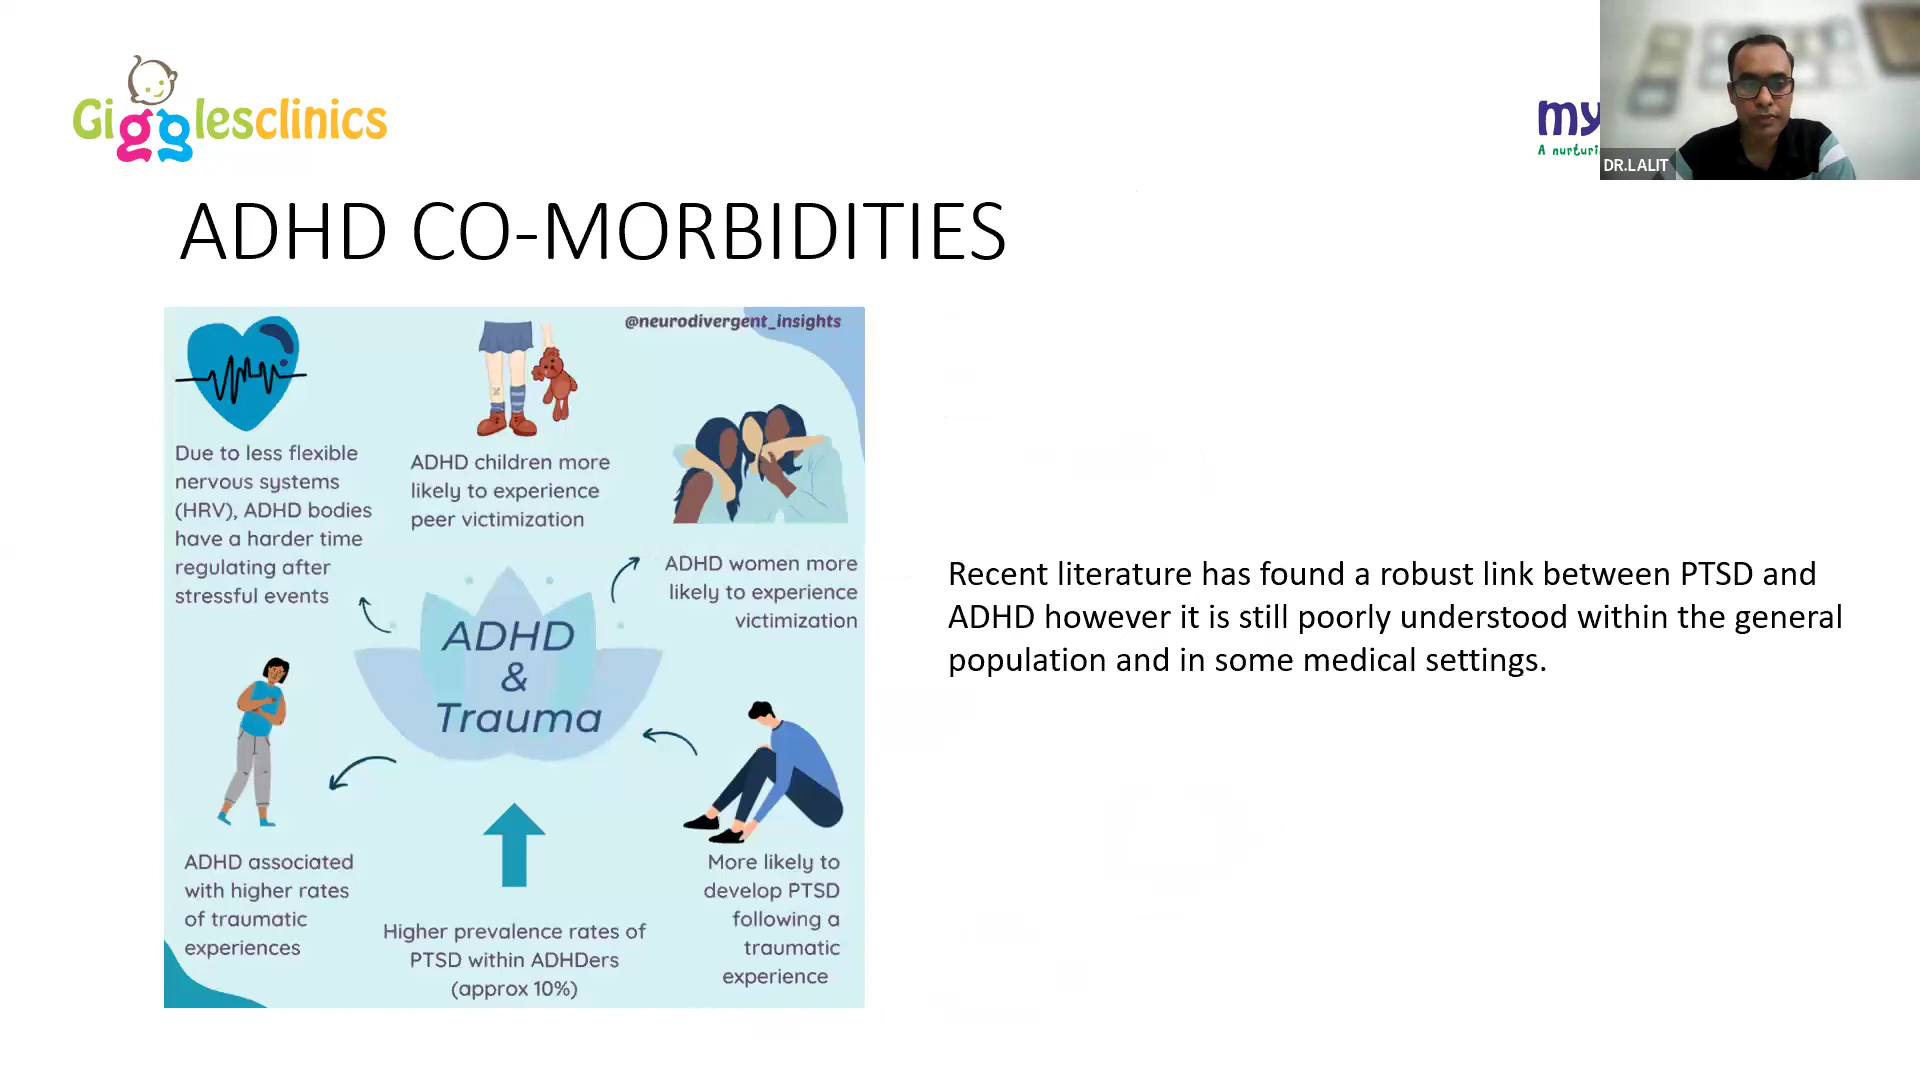 Gigglesclinics
my
A nurturi
DR.LALIT
ADHD CO-MORBIDITIES
@neurodivergent_insights
Due to less flexible
nervous systems
(HRV), ADHD bodies
have a harder time
regulating after
stressful events
ADHD children more
likely to experience
peer victimization
ADHD women more
likely to experience
victimization
ADHD
&
Trauma
ADHD associated
with higher rates
of traumatic
experiences
Higher prevalence rates of
PTSD within ADHDers
(approx 10%)
More likely to
develop PTSD
following a
traumatic
experience
Recent literature has found a robust link between PTSD and
ADHD however it is still poorly understood within the general
population and in some medical settings.